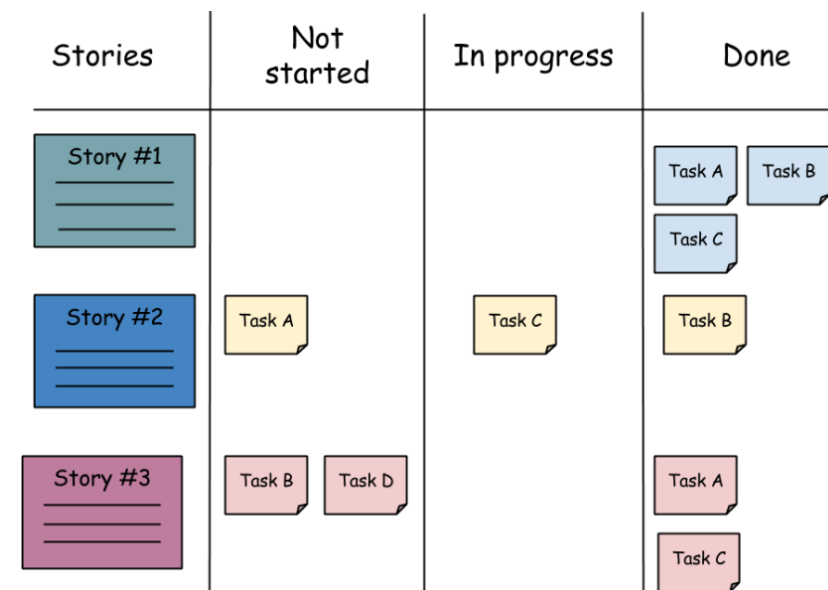 Stories
Not
started
In progress
Done
Story #1
Task A
Task B
Task C
Story #2
Task A
Task C
Task B
Story #3
Task B
Task D
Task A
Task C